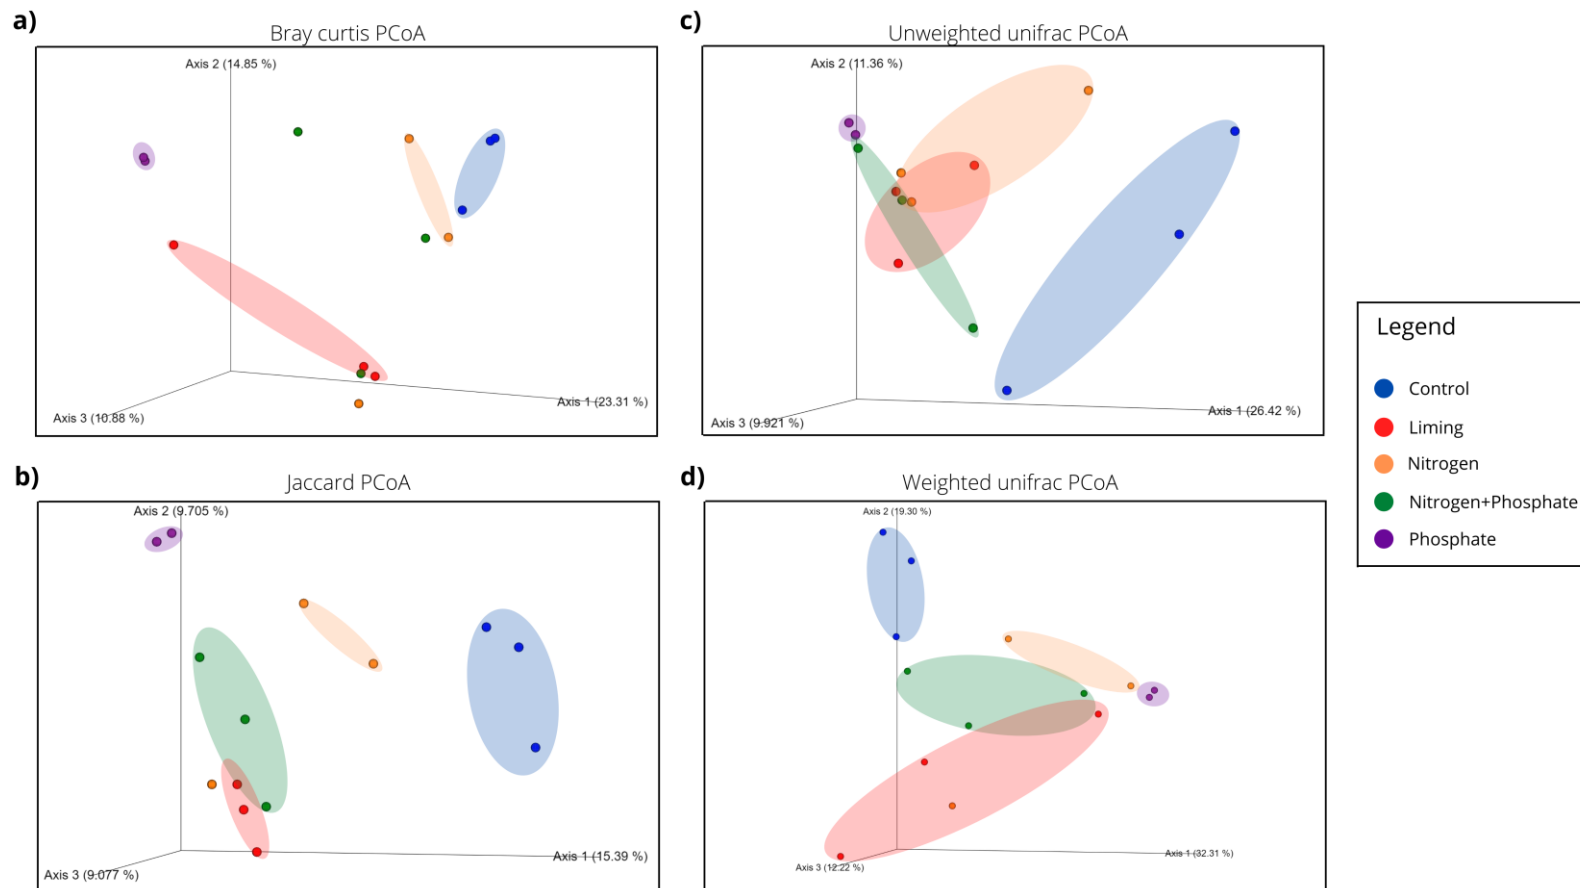 a)
Bray curtis PCoA
Axis 2 (14.85 %)
Axis 1 (23.31 %)
Axis 3 (10.88 %)
c)
Unweighted unifrac PCoA
Axis 2 (11.36 %)
Axis 1 (26.42 %)
Axis 3 (9.921 %)
b)
Jaccard PCoA
Axis 2 (9.705 %)
Axis 1 (15.39 %)
Axis 3 (9.077 %)
d)
Weighted unifrac PCoA
Axis 2 (19.30 %)
Axis 1 (32.31 %)
Axis 3 (12.22 %)
Legend
Control
Liming
Nitrogen
Nitrogen+Phosphate
Phosphate